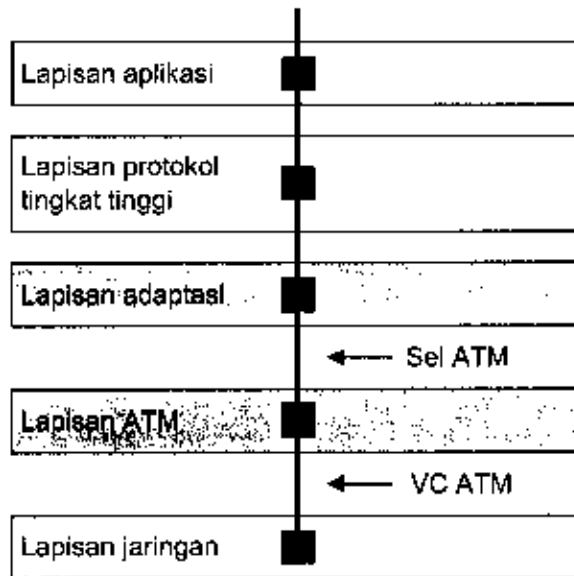 Lapisan aplikasi
Lapisan protokol
tingkat tinggi
Lapisan adaptasi
Sel ATM
Lapisan ATM
VC ATM
Lapisan jaringan